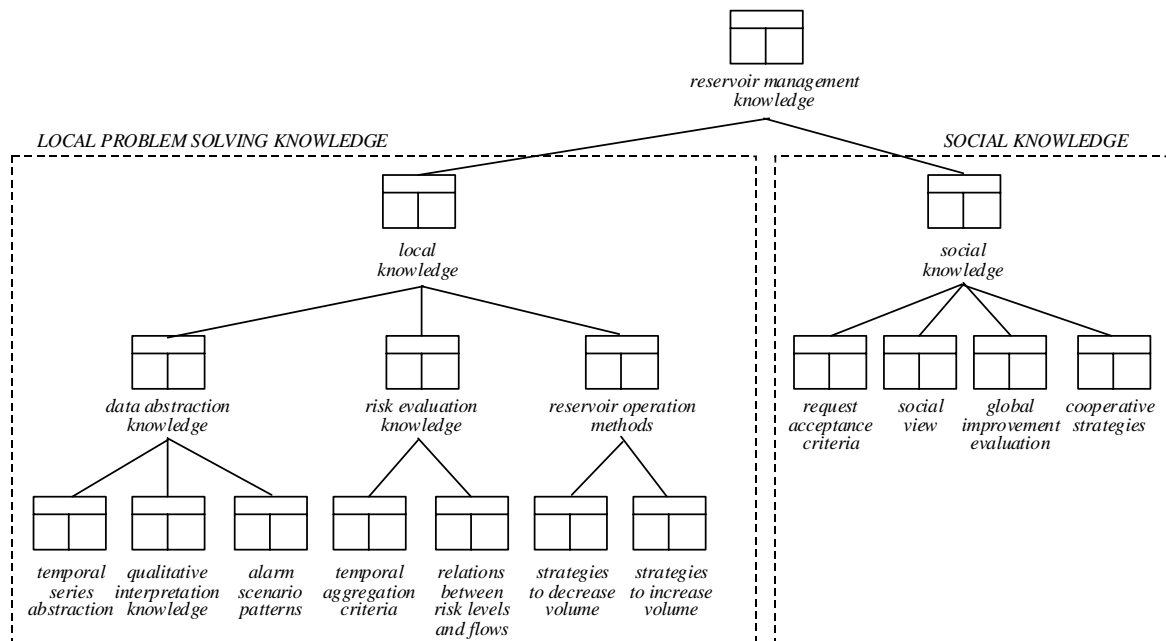 reservoir management
knowledge
LOCAL PROBLEM SOLVING KNOWLEDGE
SOCIAL KNOWLEDGE
local
knowledge
social
knowledge
data abstraction
knowledge
risk evaluation
knowledge
reservoir operation
methods
request
acceptance
criteria
social
view
global
improvement
evaluation
cooperative
strategies
temporal
series
abstraction
qualitative
interpretation
knowledge
alarm
scenario
patterns
temporal
aggregation
criteria
relations
between
risk levels
and flows
strategies
to decrease
volume
strategies
to increase
volume